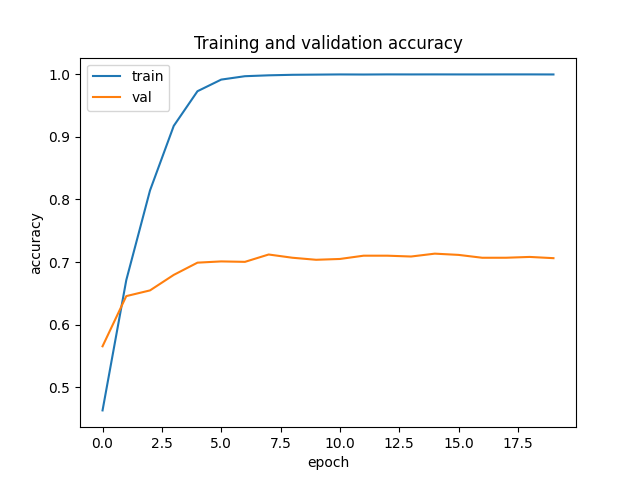 Training and validation accuracy
train
val
1.0
0.9
0.8
0.7
0.6
0.5
accuracy
0.0 2.5 5.0 7.5 10.0 12.5 15.0 17.5
epoch